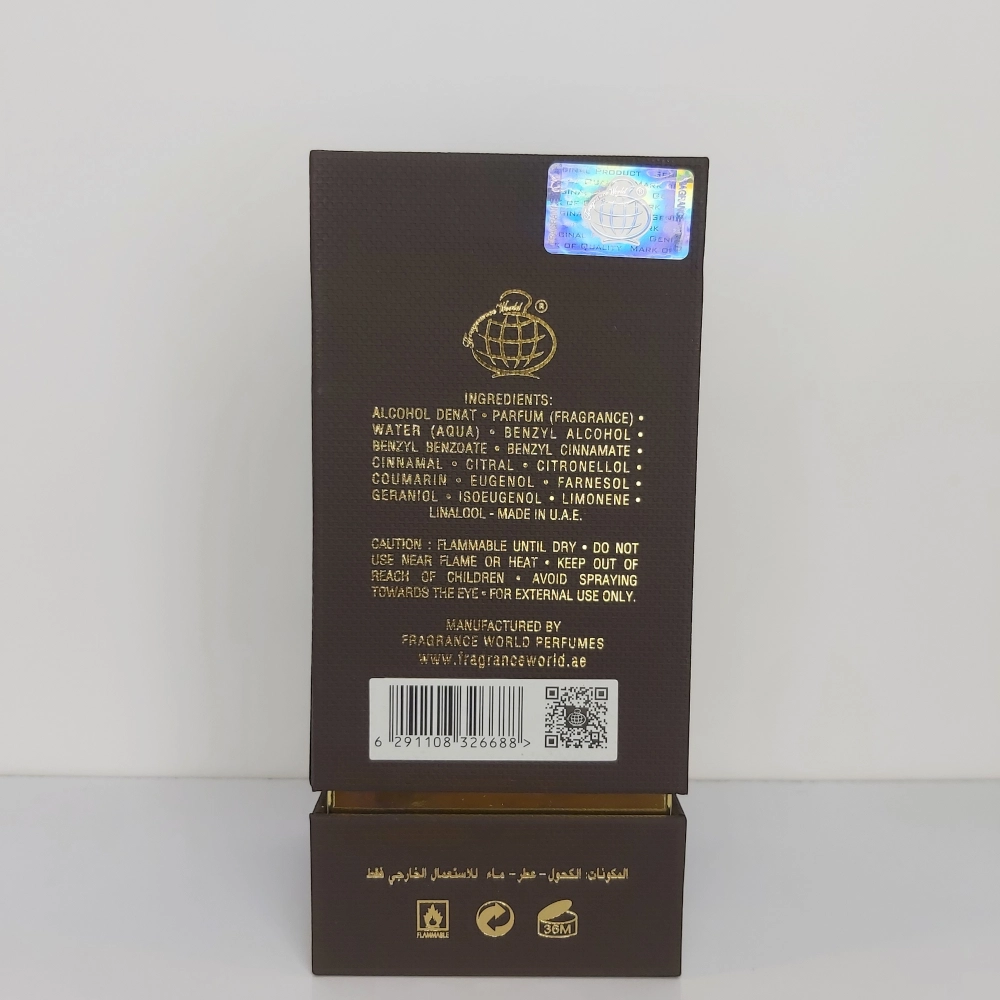 Fragrance World ®
INGREDIENTS:
ALCOHOL DENAT • PARFUM (FRAGRANCE) •
WATER (AQUA) • BENZYL ALCOHOL •
BENZYL BENZOATE • BENZYL CINNAMATE •
CINNAMAL • CITRAL • CITRONELLOL •
COUMARIN • EUGENOL • FARNESOL •
GERANIOL • ISOEUGENOL • LIMONENE •
LINALOOL - MADE IN U.A.E.
CAUTION : FLAMMABLE UNTIL DRY • DO NOT
USE NEAR FLAME OR HEAT • KEEP OUT OF
REACH OF CHILDREN • AVOID SPRAYING
TOWARDS THE EYE • FOR EXTERNAL USE ONLY.
MANUFACTURED BY
FRAGRANCE WORLD PERFUMES
www.fragranceworld.ae
6 291108 326688 >
المكونات: الكحول - عطر - ماء للاستعمال الخارجي فقط
FLAMMABLE
36M